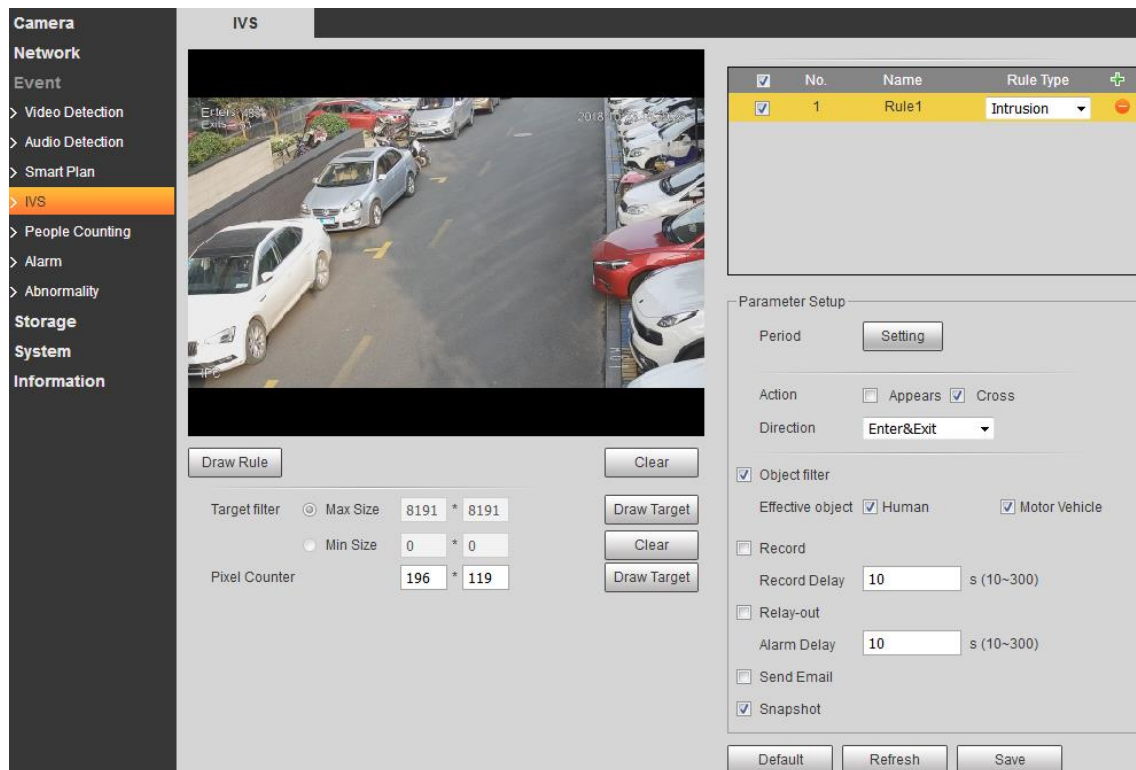 Camera
Network
Event
Video Detection
Audio Detection
Smart Plan
IVS
People Counting
Alarm
Abnormality
Storage
System
Information
IVS
IPC
Draw Rule Clear
Target filter Max Size 8191 * 8191 Draw Target
Min Size 0 * 0 Clear
Pixel Counter 196 * 119 Draw Target
No. Name Rule Type
1 Rule1 Intrusion
Parameter Setup
Period Setting
Action Appears Cross
Direction Enter&Exit
Object filter
Effective object Human Motor Vehicle
Record
Record Delay 10 s (10~300)
Relay-out
Alarm Delay 10 s (10~300)
Send Email
Snapshot
Default Refresh Save